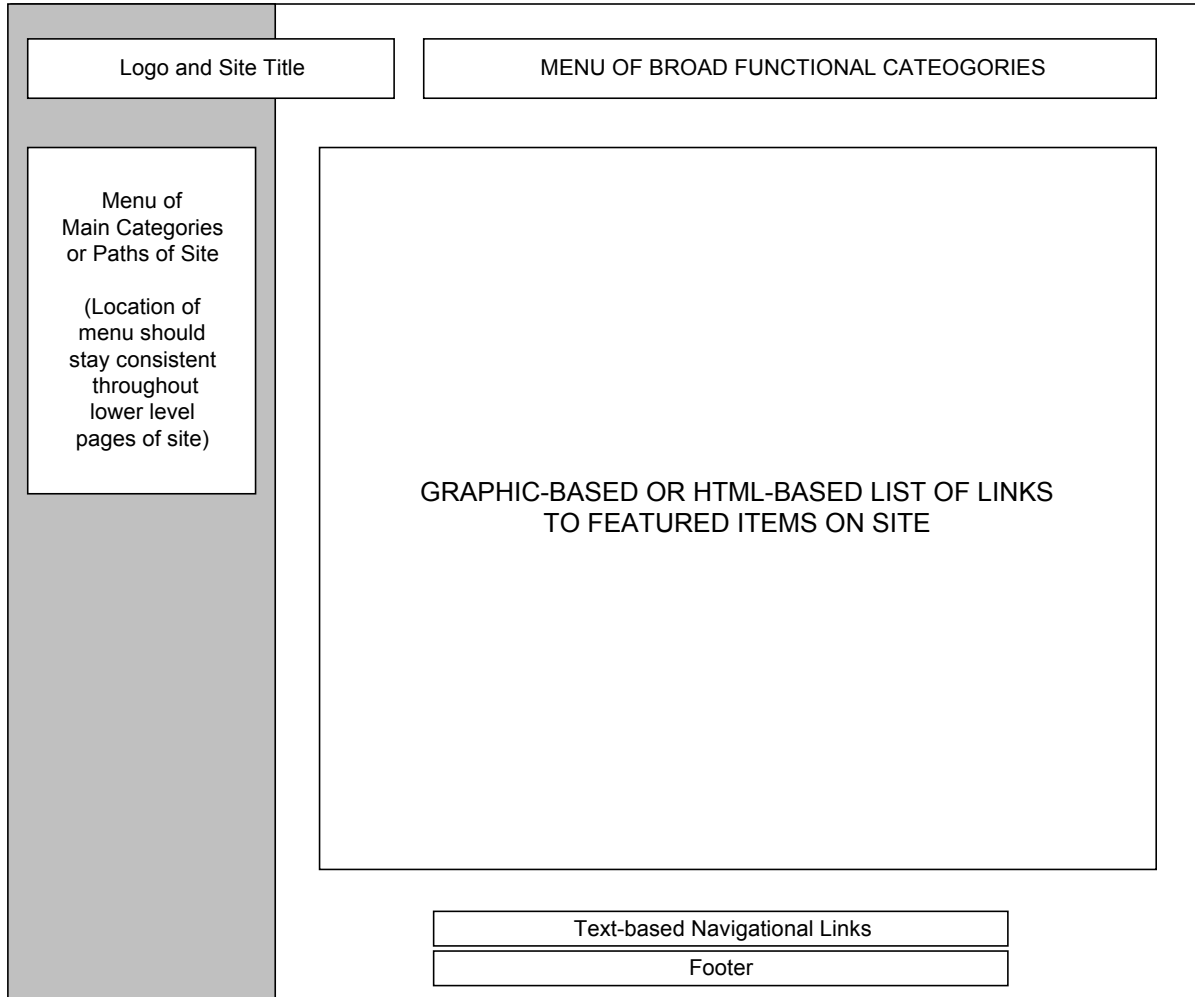 Logo and Site Title
MENU OF BROAD FUNCTIONAL CATEOGORIES
Menu of
Main Categories
or Paths of Site
(Location of
menu should
stay consistent
throughout
lower level
pages of site)
GRAPHIC-BASED OR HTML-BASED LIST OF LINKS
TO FEATURED ITEMS ON SITE
Text-based Navigational Links
Footer